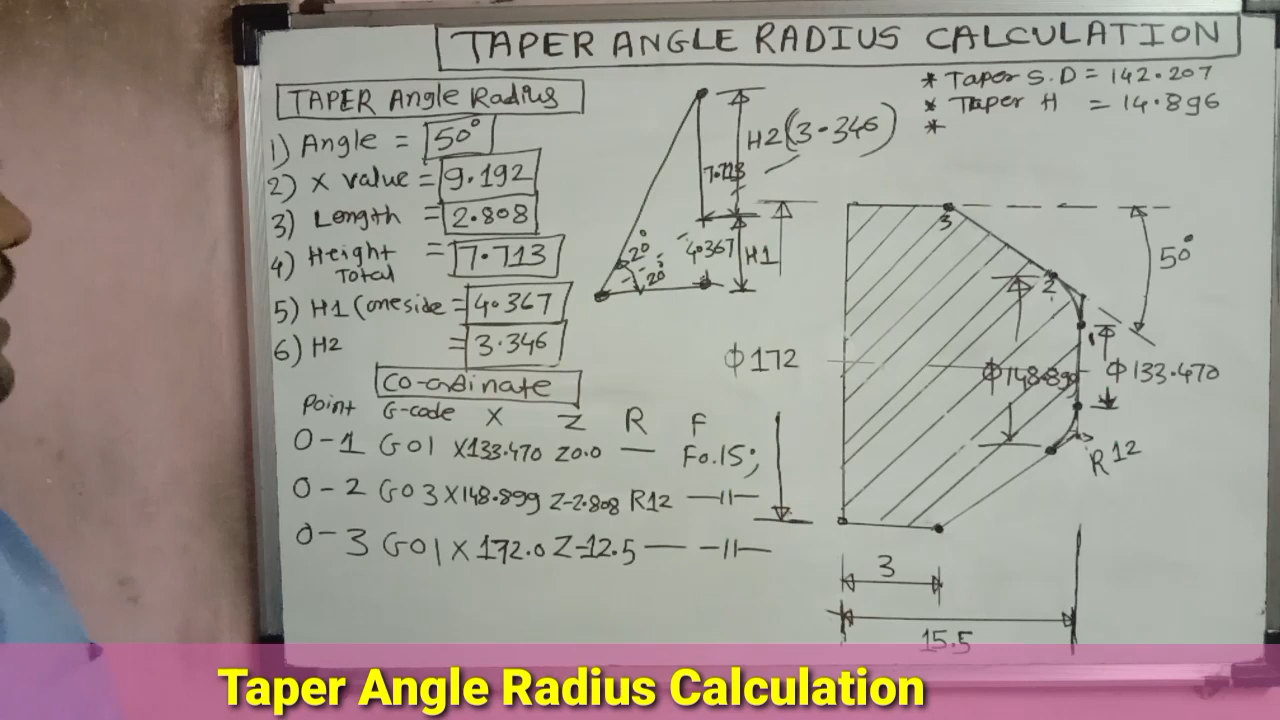 TAPER ANGLE RADIUS CALCULATION
* Taper S.D = 142.207
* Taper H = 14.896
*
TAPER Angle Radius
1) Angle = 50°
2) X value = 9.192
3) Length = 2.808
4) Height Total = 7.713
5) H1 (oneside = 4.367
6) H2 = 3.346
H2(3.346)
7.713
4.367
H1
20°
20°
3
2
1
50°
Φ172
Φ148.899
Φ133.470
R12
3
15.5
Co-ordinate
Point G-code X Z R F
0-1 G01 X133.470 Z0.0 — F0.15;
0-2 G03 X148.899 Z-2.808 R12 —11—
0-3 G01 X172.0 Z-12.5 — —11—
Taper Angle Radius Calculation